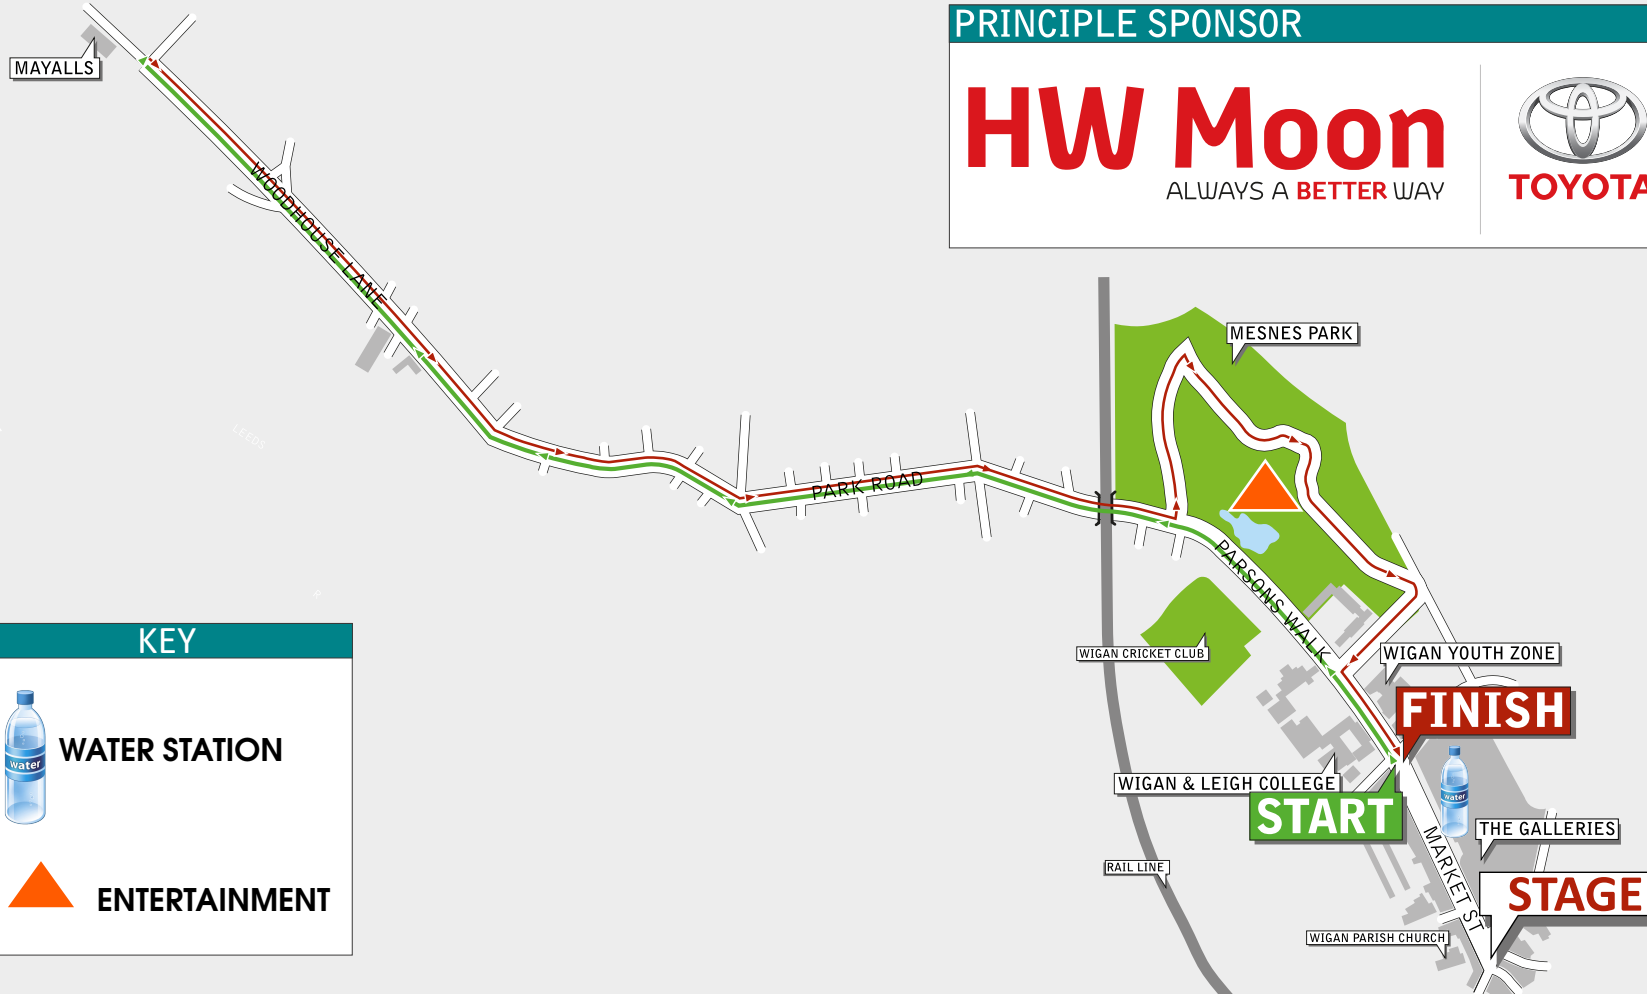 PRINCIPLE SPONSOR
HW Moon
ALWAYS A BETTER WAY
TOYOTA
MAYALLS
WOODHOUSE LANE
LEEDS
MESNES PARK
PARK ROAD
PARSONS WALK
WIGAN CRICKET CLUB
WIGAN YOUTH ZONE
FINISH
KEY
water
WATER STATION
ENTERTAINMENT
WIGAN & LEIGH COLLEGE
START
water
THE GALLERIES
MARKET ST
RAIL LINE
STAGE
WIGAN PARISH CHURCH